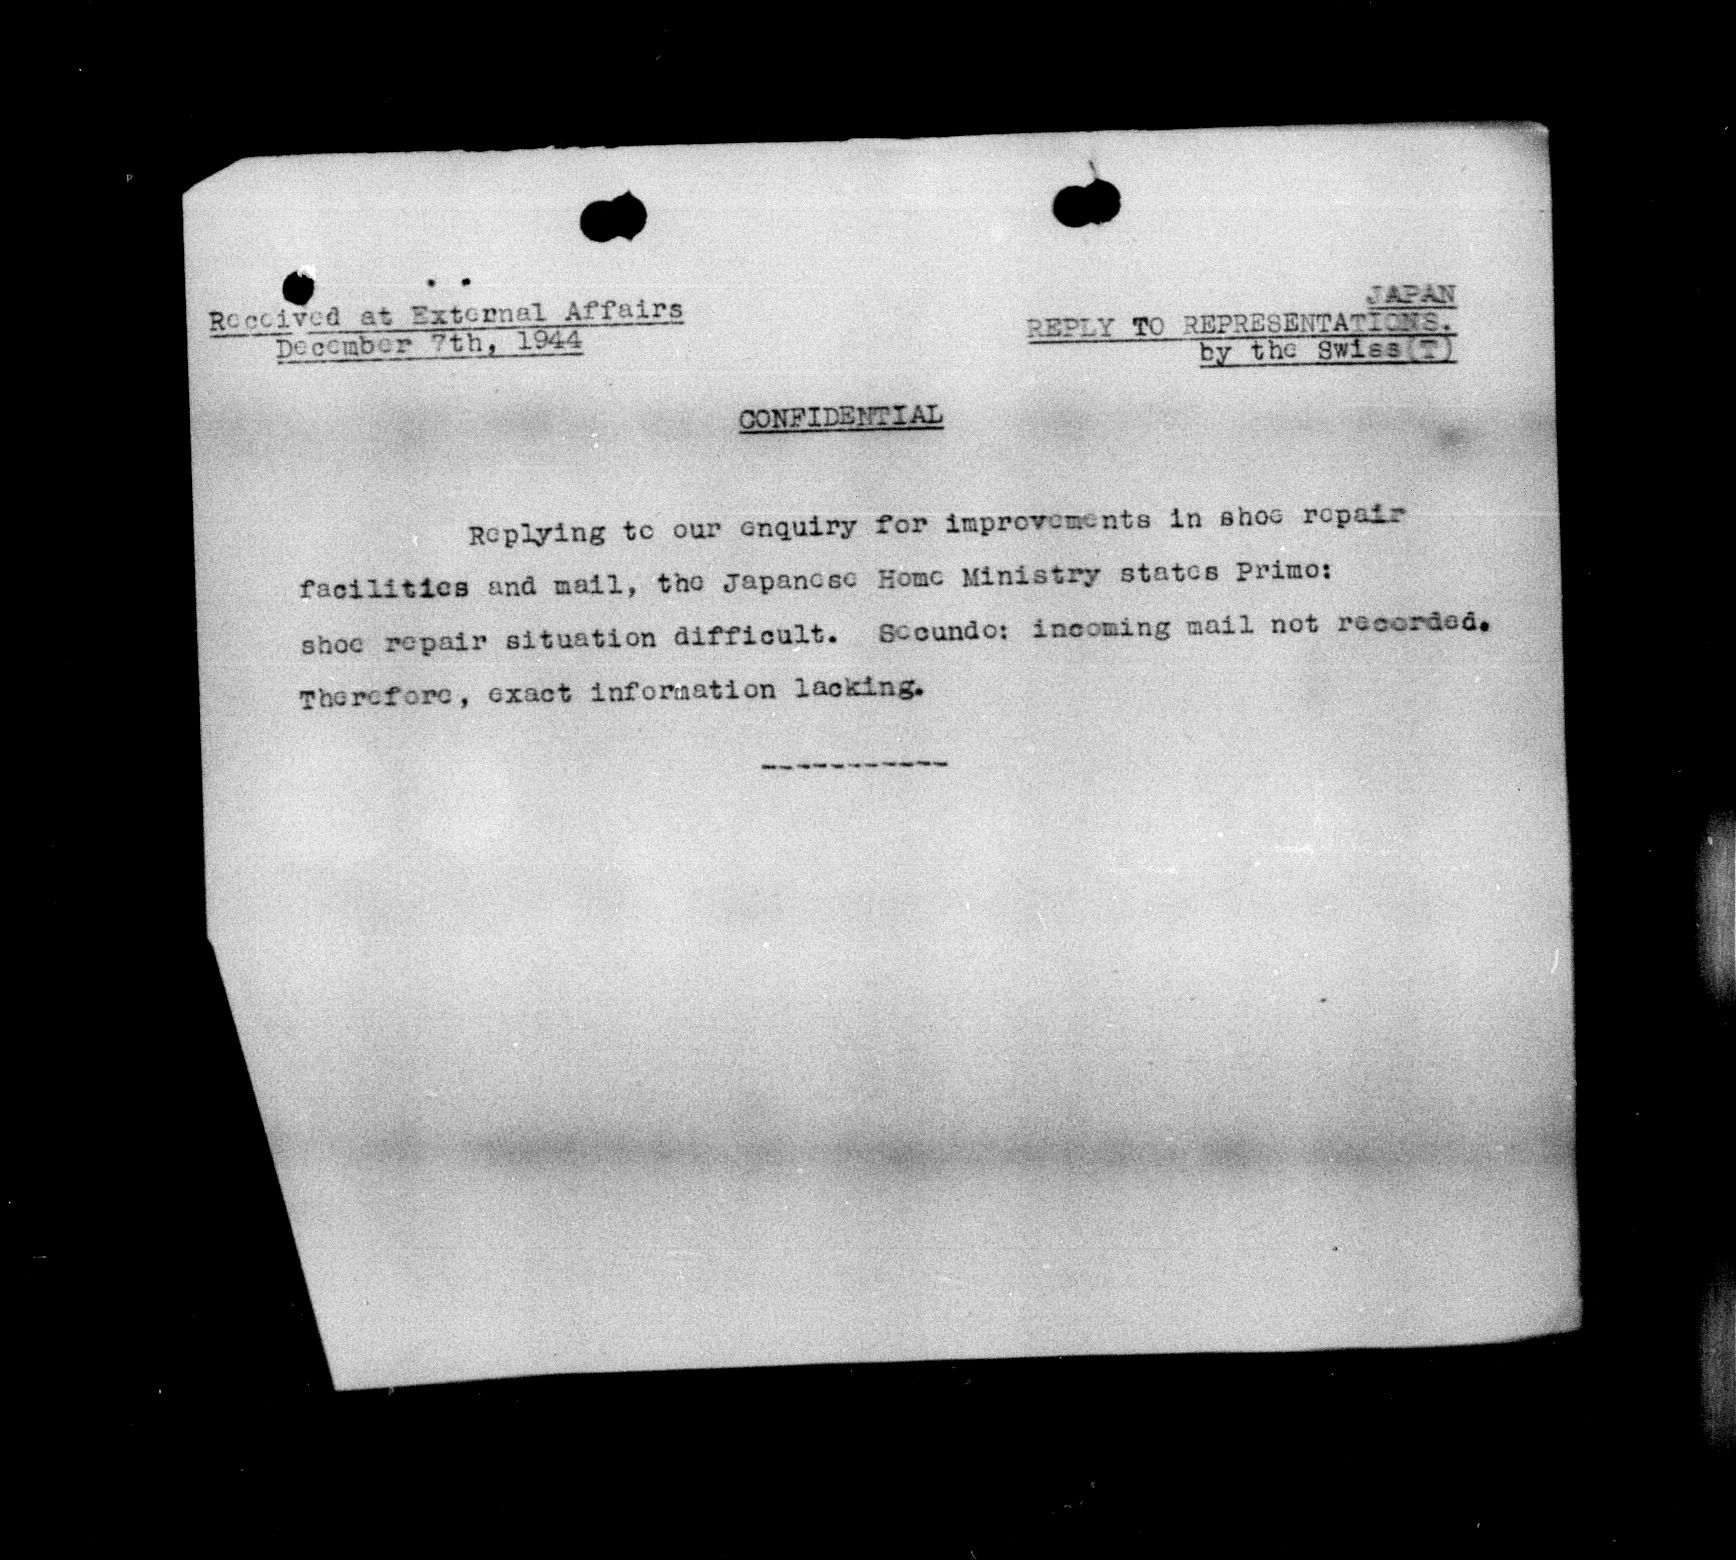 Received at External Affairs
December 7th, 1944
JAPAN
REPLY TO REPRESENTATIONS.
by the Swiss(T)
CONFIDENTIAL
Replying to our enquiry for improvements in shoe repair
facilities and mail, the Japanese Home Ministry states Primo:
shoe repair situation difficult. Secundo: incoming mail not recorded.
Therefore, exact information lacking.
-----------